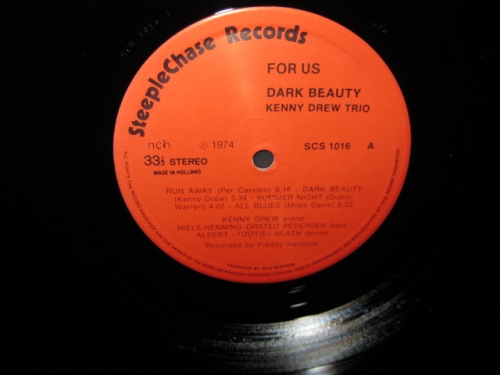 SteepleChase Records
FOR US
DARK BEAUTY
KENNY DREW TRIO
ncb
℗ 1974
SCS 1016 A
33⅓ STEREO
MADE IN HOLLAND
RUN AWAY (Per Carsten) 6:16 - DARK BEAUTY
(Kenny Drew) 5:34 / SUMMER NIGHT (Dubin/
Warren) 4:07 - ALL BLUES (Miles Davis) 6:23
KENNY DREW piano
NIELS-HENNING ØRSTED PEDERSEN bass
ALBERT »TOOTIE« HEATH drums
Recorded by Freddy Hansson